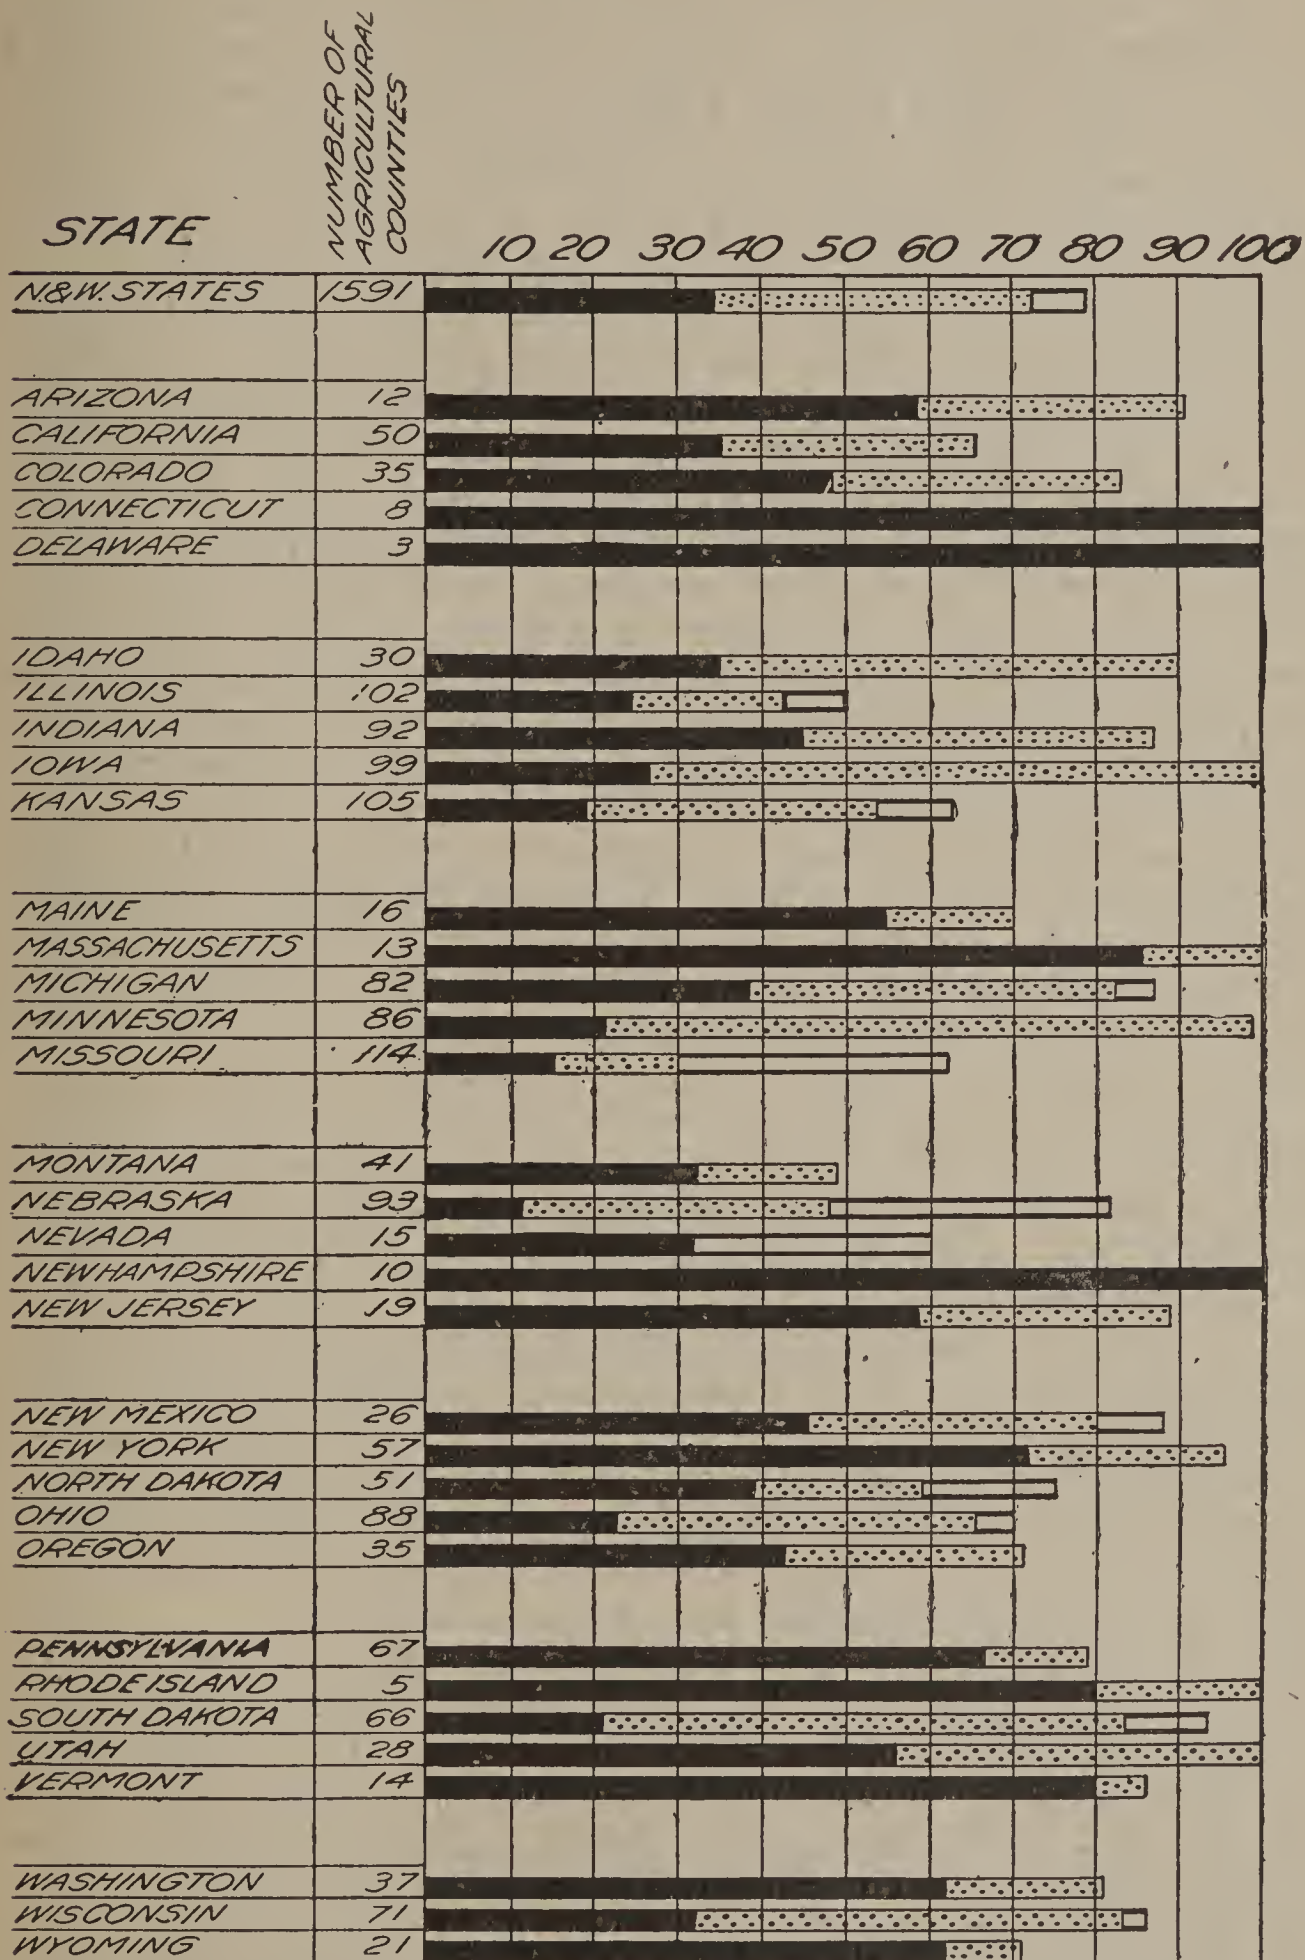 NUMBER OF
AGRICULTURAL
COUNTIES
STATE 10 20 30 40 50 60 70 80 90 100
N.&W. STATES 1591
ARIZONA 12
CALIFORNIA 50
COLORADO 35
CONNECTICUT 8
DELAWARE 3
IDAHO 30
ILLINOIS 102
INDIANA 92
IOWA 99
KANSAS 105
MAINE 16
MASSACHUSETTS 13
MICHIGAN 82
MINNESOTA 86
MISSOURI 114
MONTANA 41
NEBRASKA 93
NEVADA 15
NEW HAMPSHIRE 10
NEW JERSEY 19
NEW MEXICO 26
NEW YORK 57
NORTH DAKOTA 51
OHIO 88
OREGON 35
PENNSYLVANIA 67
RHODE ISLAND 5
SOUTH DAKOTA 66
UTAH 28
VERMONT 14
WASHINGTON 37
WISCONSIN 71
WYOMING 21